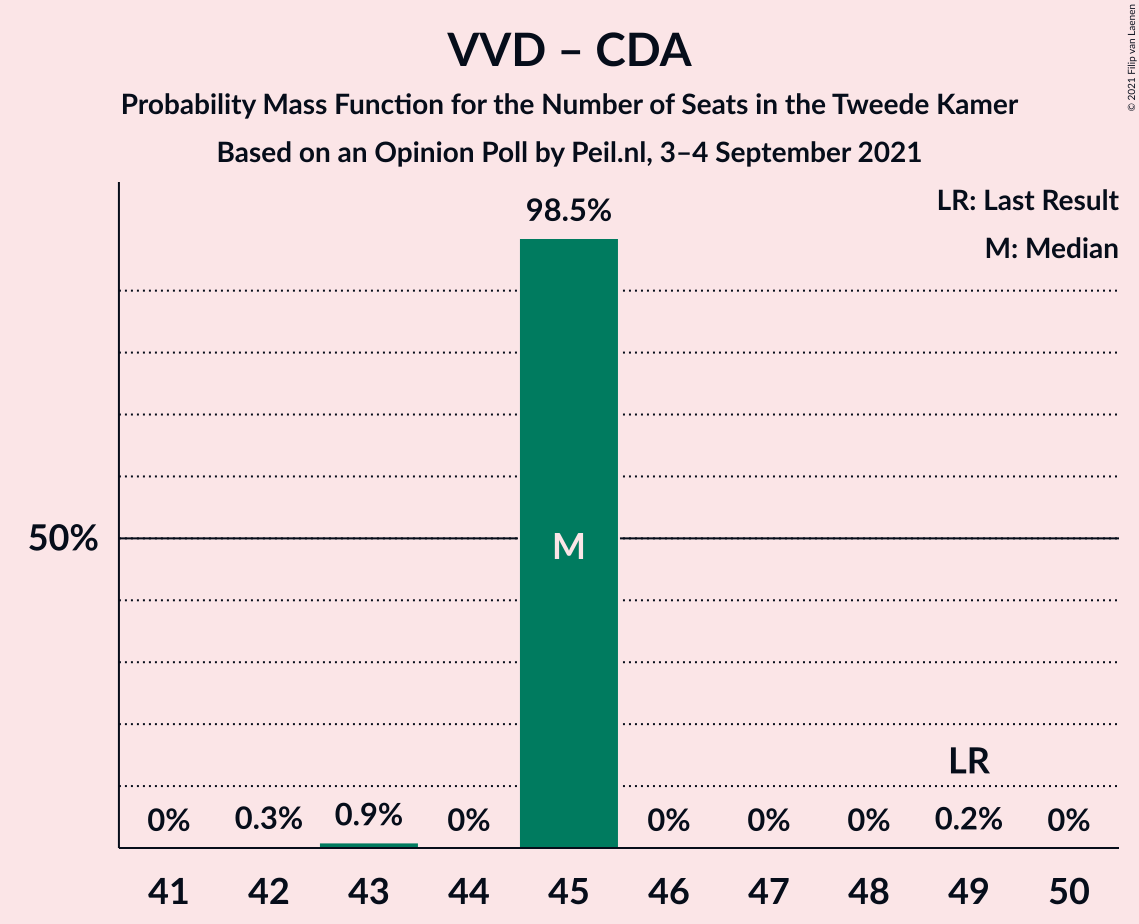 VVD – CDA
Probability Mass Function for the Number of Seats in the Tweede Kamer
Based on an Opinion Poll by Peil.nl, 3–4 September 2021
© 2021 Filip van Laenen
LR: Last Result
M: Median
98.5%
50%
M
LR
0% 0.3% 0.9% 0% 0% 0% 0% 0.2% 0%
41 42 43 44 45 46 47 48 49 50